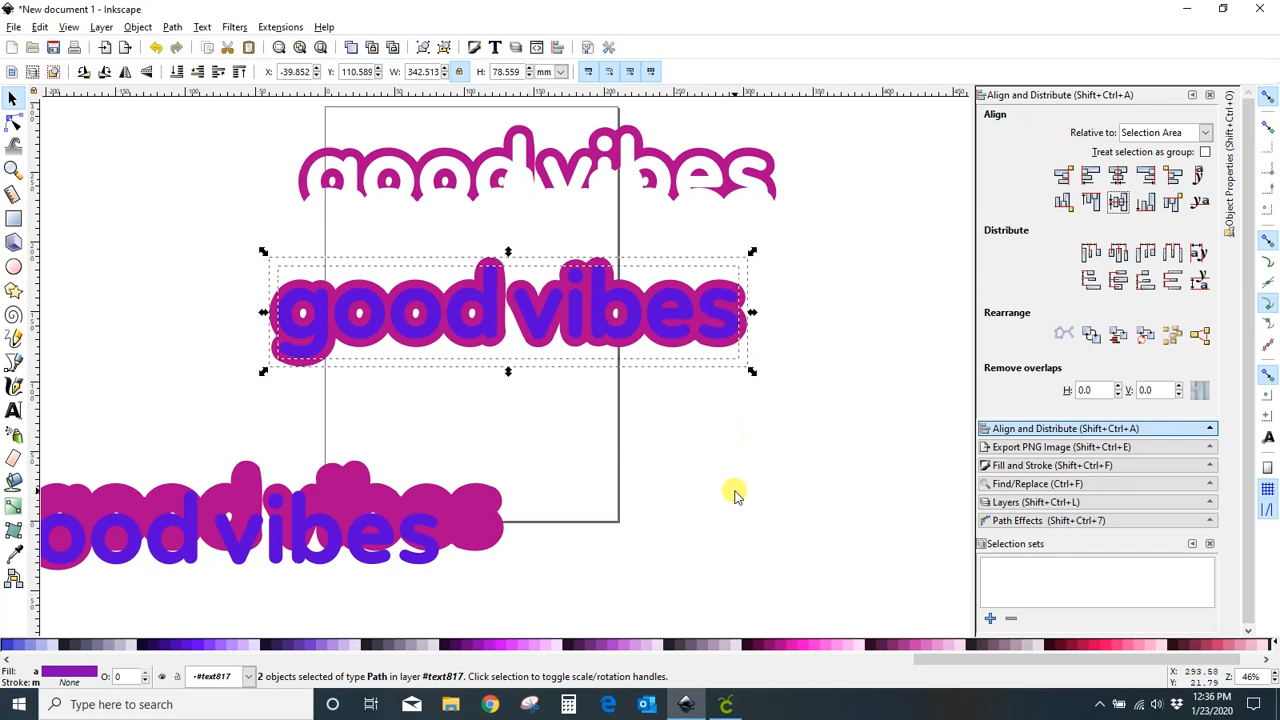 *New document 1 - Inkscape
File Edit View Layer Object Path Text Filters Extensions Help
X: -39.852 Y: 110.589 W: 342.513 H: 78.559 mm
Align and Distribute (Shift+Ctrl+A)
Align
Relative to: Selection Area
Treat selection as group:
Distribute
Rearrange
Remove overlaps
H: 0.0 V: 0.0
Align and Distribute (Shift+Ctrl+A)
Export PNG Image (Shift+Ctrl+E)
Fill and Stroke (Shift+Ctrl+F)
Find/Replace (Ctrl+F)
Layers (Shift+Ctrl+L)
Path Effects (Shift+Ctrl+7)
Selection sets
Object Properties (Shift+Ctrl+O)
good vibes
good vibes
ood vibes
Fill: a
Stroke: m None
O: 0
-#text817
2 objects selected of type Path in layer #text817. Click selection to toggle scale/rotation handles.
X: 293.58
Y: 21.79
Z: 46%
Type here to search
12:36 PM
1/23/2020